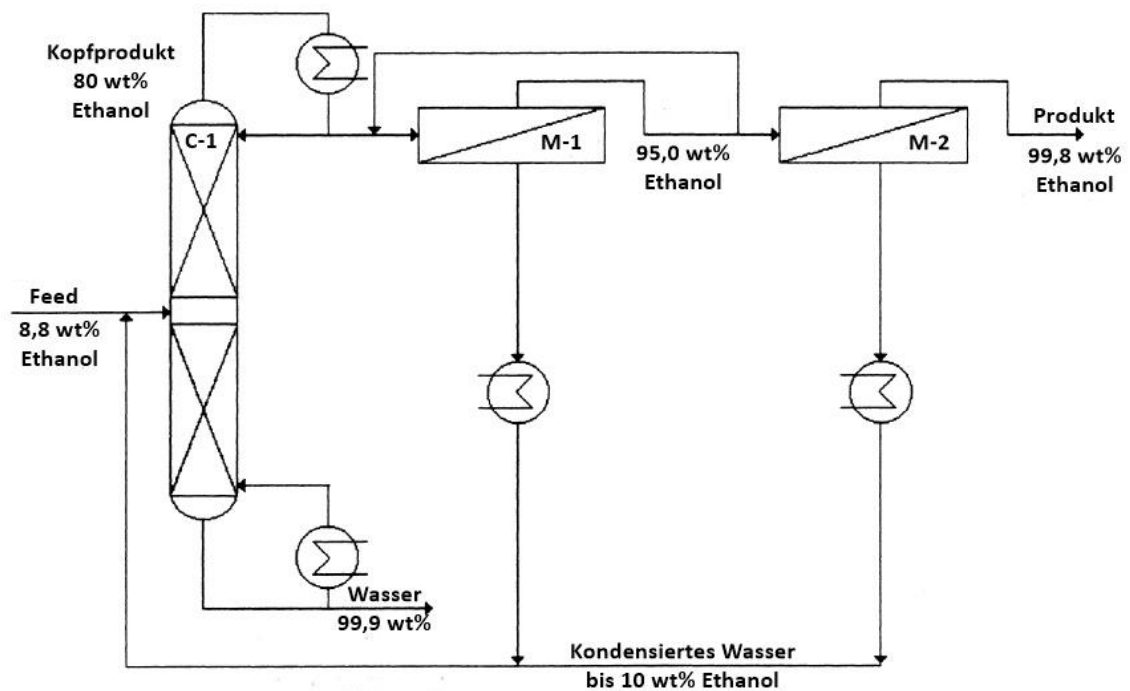 Kopfprodukt
80 wt%
Ethanol
C-1
M-1
95,0 wt%
Ethanol
M-2
Produkt
99,8 wt%
Ethanol
Feed
8,8 wt%
Ethanol
Wasser
99,9 wt%
Kondensiertes Wasser
bis 10 wt% Ethanol